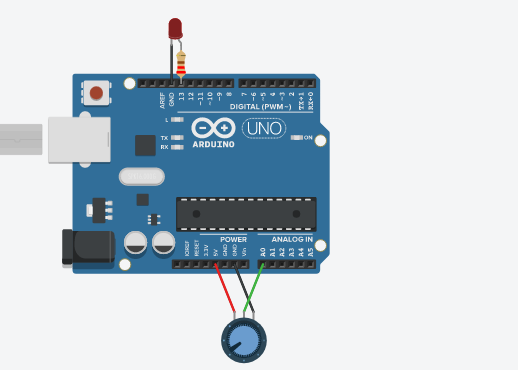 AREF
GND
13
12
~11
~10
~9
8
7
~6
~5
4
~3
2
TX→1
RX←0
DIGITAL (PWM~)
L
TX
RX
ARDUINO
UNO
ON
POWER
ANALOG IN
IOREF
RESET
3.3V
5V
GND
GND
Vin
A0
A1
A2
A3
A4
A5